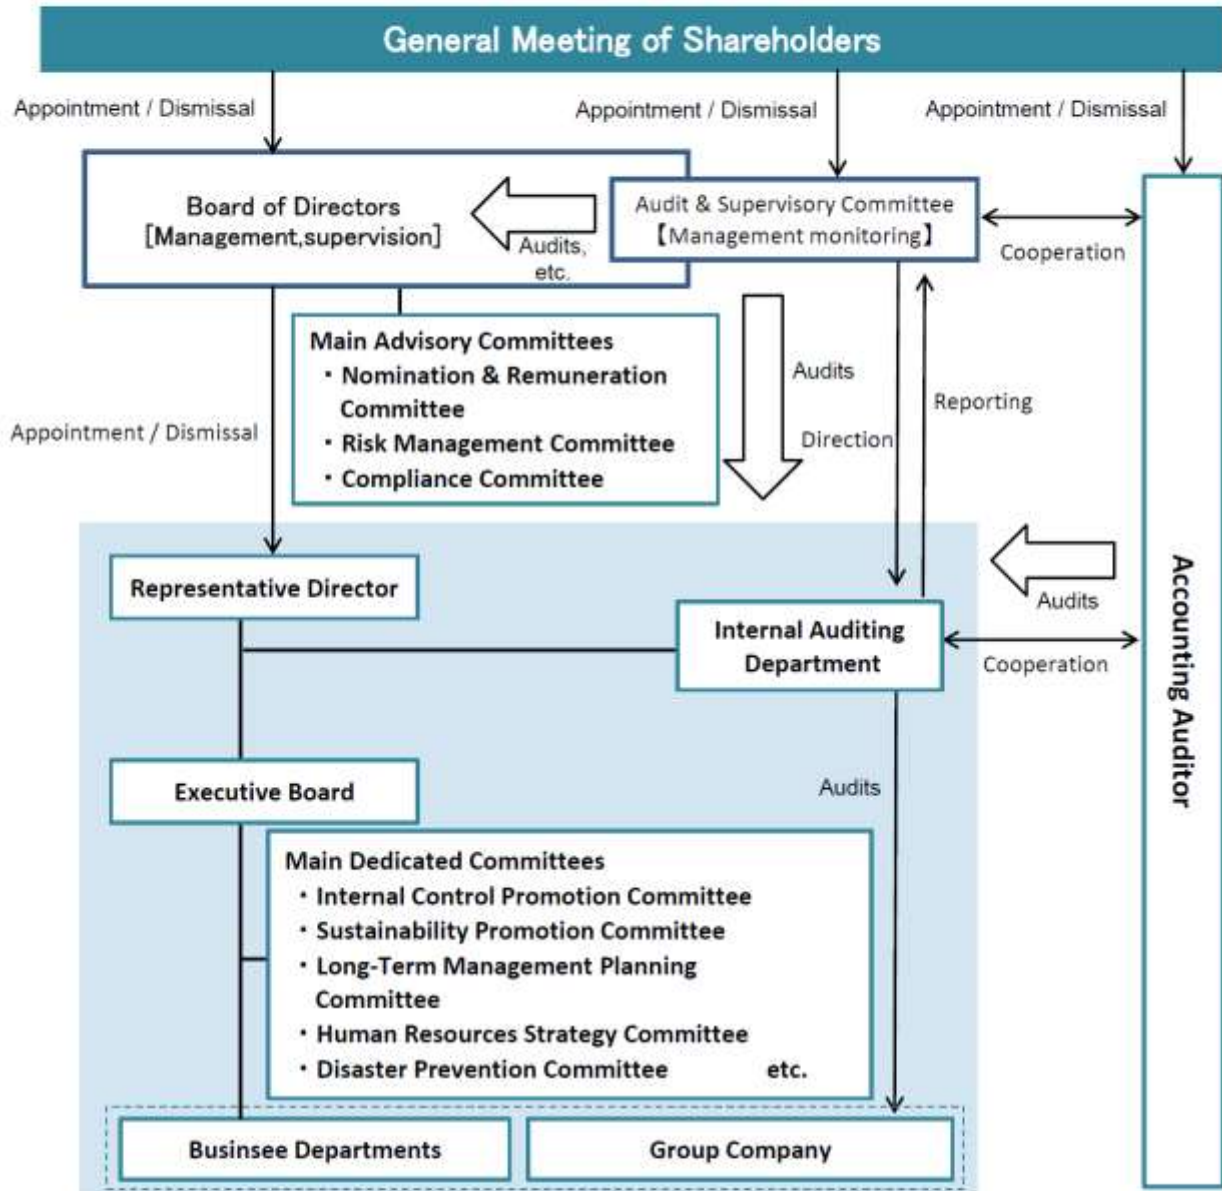 General Meeting of Shareholders
Appointment / Dismissal
Appointment / Dismissal
Appointment / Dismissal
Board of Directors
[Management,supervision]
Audits,
etc.
Audit & Supervisory Committee
【Management monitoring】
Cooperation
Main Advisory Committees
・Nomination & Remuneration
Committee
・Risk Management Committee
・Compliance Committee
Appointment / Dismissal
Audits
Direction
Reporting
Representative Director
Internal Auditing
Department
Audits
Cooperation
Accounting Auditor
Executive Board
Audits
Main Dedicated Committees
・Internal Control Promotion Committee
・Sustainability Promotion Committee
・Long-Term Management Planning
Committee
・Human Resources Strategy Committee
・Disaster Prevention Committee etc.
Businsee Departments
Group Company